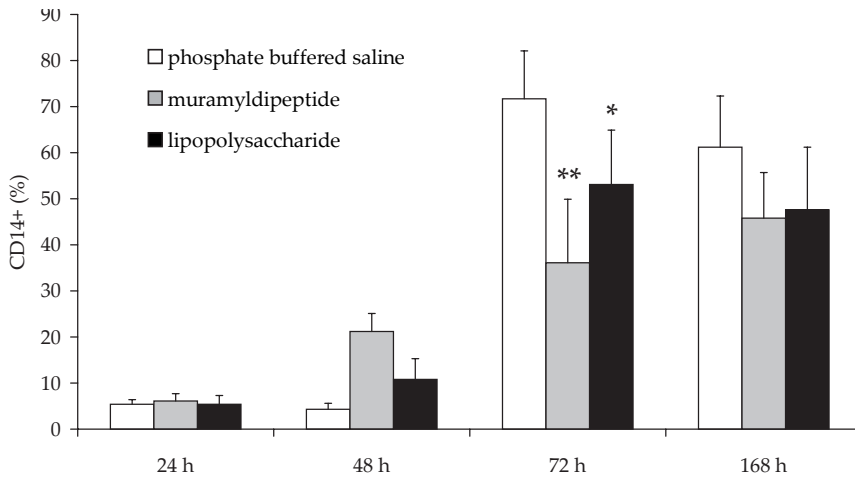 90
80
70
60
50
40
30
20
10
0
CD14+ (%)
phosphate buffered saline
muramyldipeptide
lipopolysaccharide
**
*
24 h
48 h
72 h
168 h